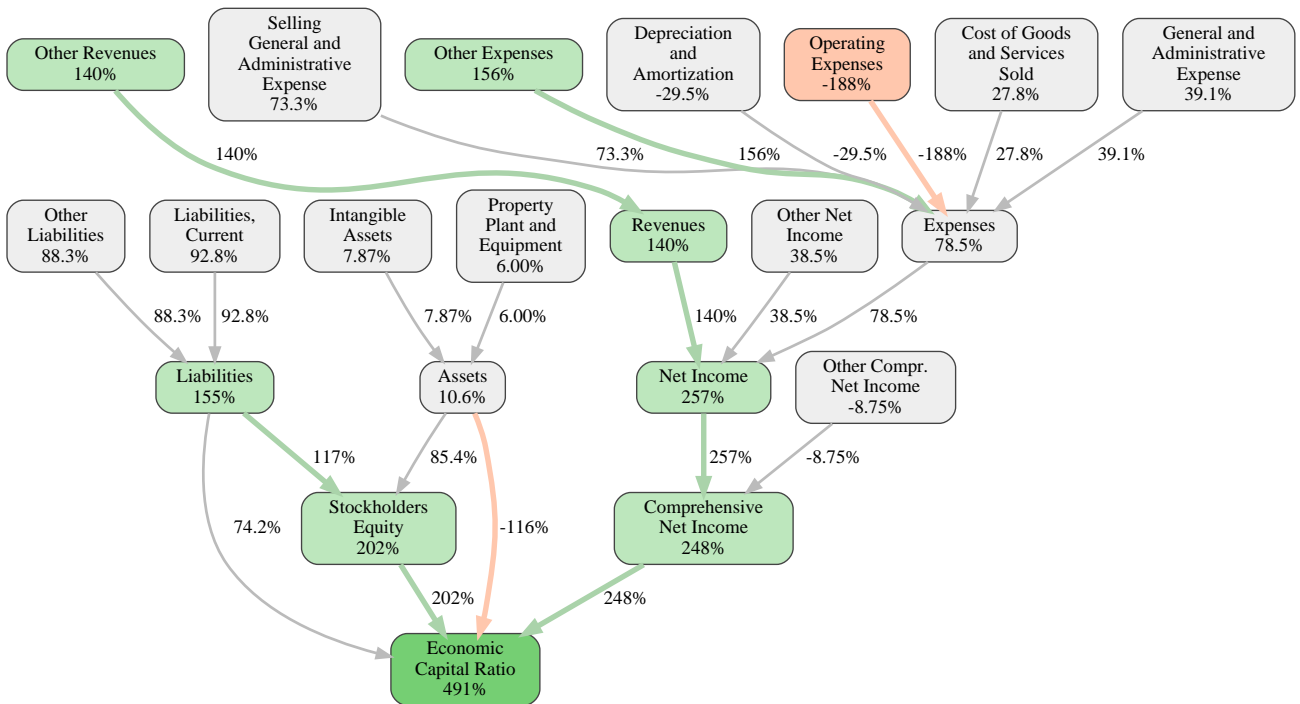 Other Revenues
140%
Selling
General and
Administrative
Expense
73.3%
Other Expenses
156%
Depreciation
and
Amortization
-29.5%
Operating
Expenses
-188%
Cost of Goods
and Services
Sold
27.8%
General and
Administrative
Expense
39.1%
140%
73.3%
156%
-29.5%
-188%
27.8%
39.1%
Other
Liabilities
88.3%
Liabilities,
Current
92.8%
Intangible
Assets
7.87%
Property
Plant and
Equipment
6.00%
Revenues
140%
Other Net
Income
38.5%
Expenses
78.5%
88.3%
92.8%
7.87%
6.00%
140%
38.5%
78.5%
Liabilities
155%
Assets
10.6%
Net Income
257%
Other Compr.
Net Income
-8.75%
117%
85.4%
257%
-8.75%
Stockholders
Equity
202%
Comprehensive
Net Income
248%
74.2%
-116%
202%
248%
Economic
Capital Ratio
491%